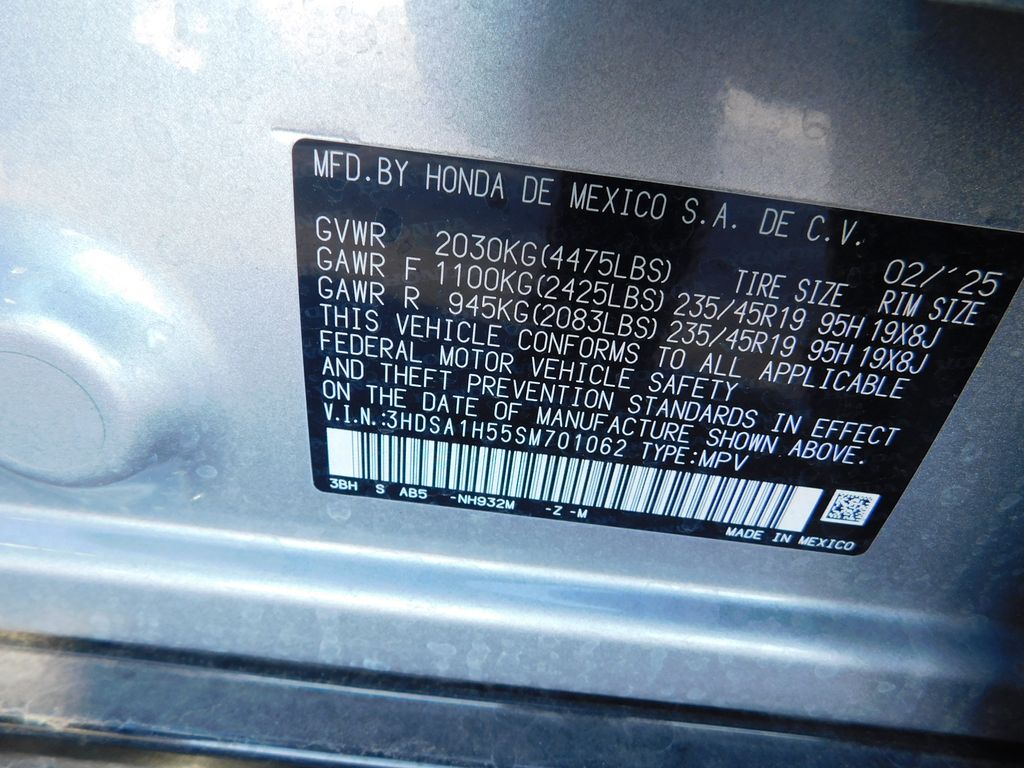 MFD.BY HONDA DE MEXICO S.A. DE C.V.
02/'25
GVWR 2030KG(4475LBS) TIRE SIZE RIM SIZE
GAWR F 1100KG(2425LBS) 235/45R19 95H 19X8J
GAWR R 945KG(2083LBS) 235/45R19 95H 19X8J
THIS VEHICLE CONFORMS TO ALL APPLICABLE
FEDERAL MOTOR VEHICLE SAFETY
AND THEFT PREVENTION STANDARDS IN EFFECT
ON THE DATE OF MANUFACTURE SHOWN ABOVE.
V.I.N.:3HDSA1H55SM701062 TYPE:MPV
3BH S AB5 -NH932M -Z -M
MADE IN MEXICO